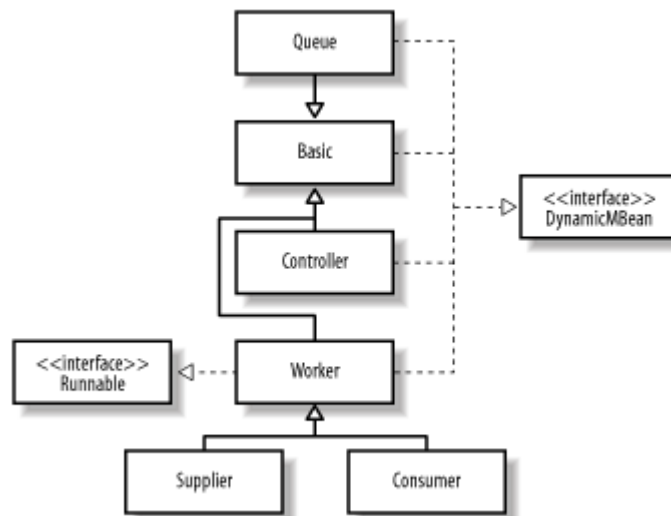 Queue
Basic
<<interface>>
DynamicMBean
Controller
<<interface>>
Runnable
Worker
Supplier
Consumer